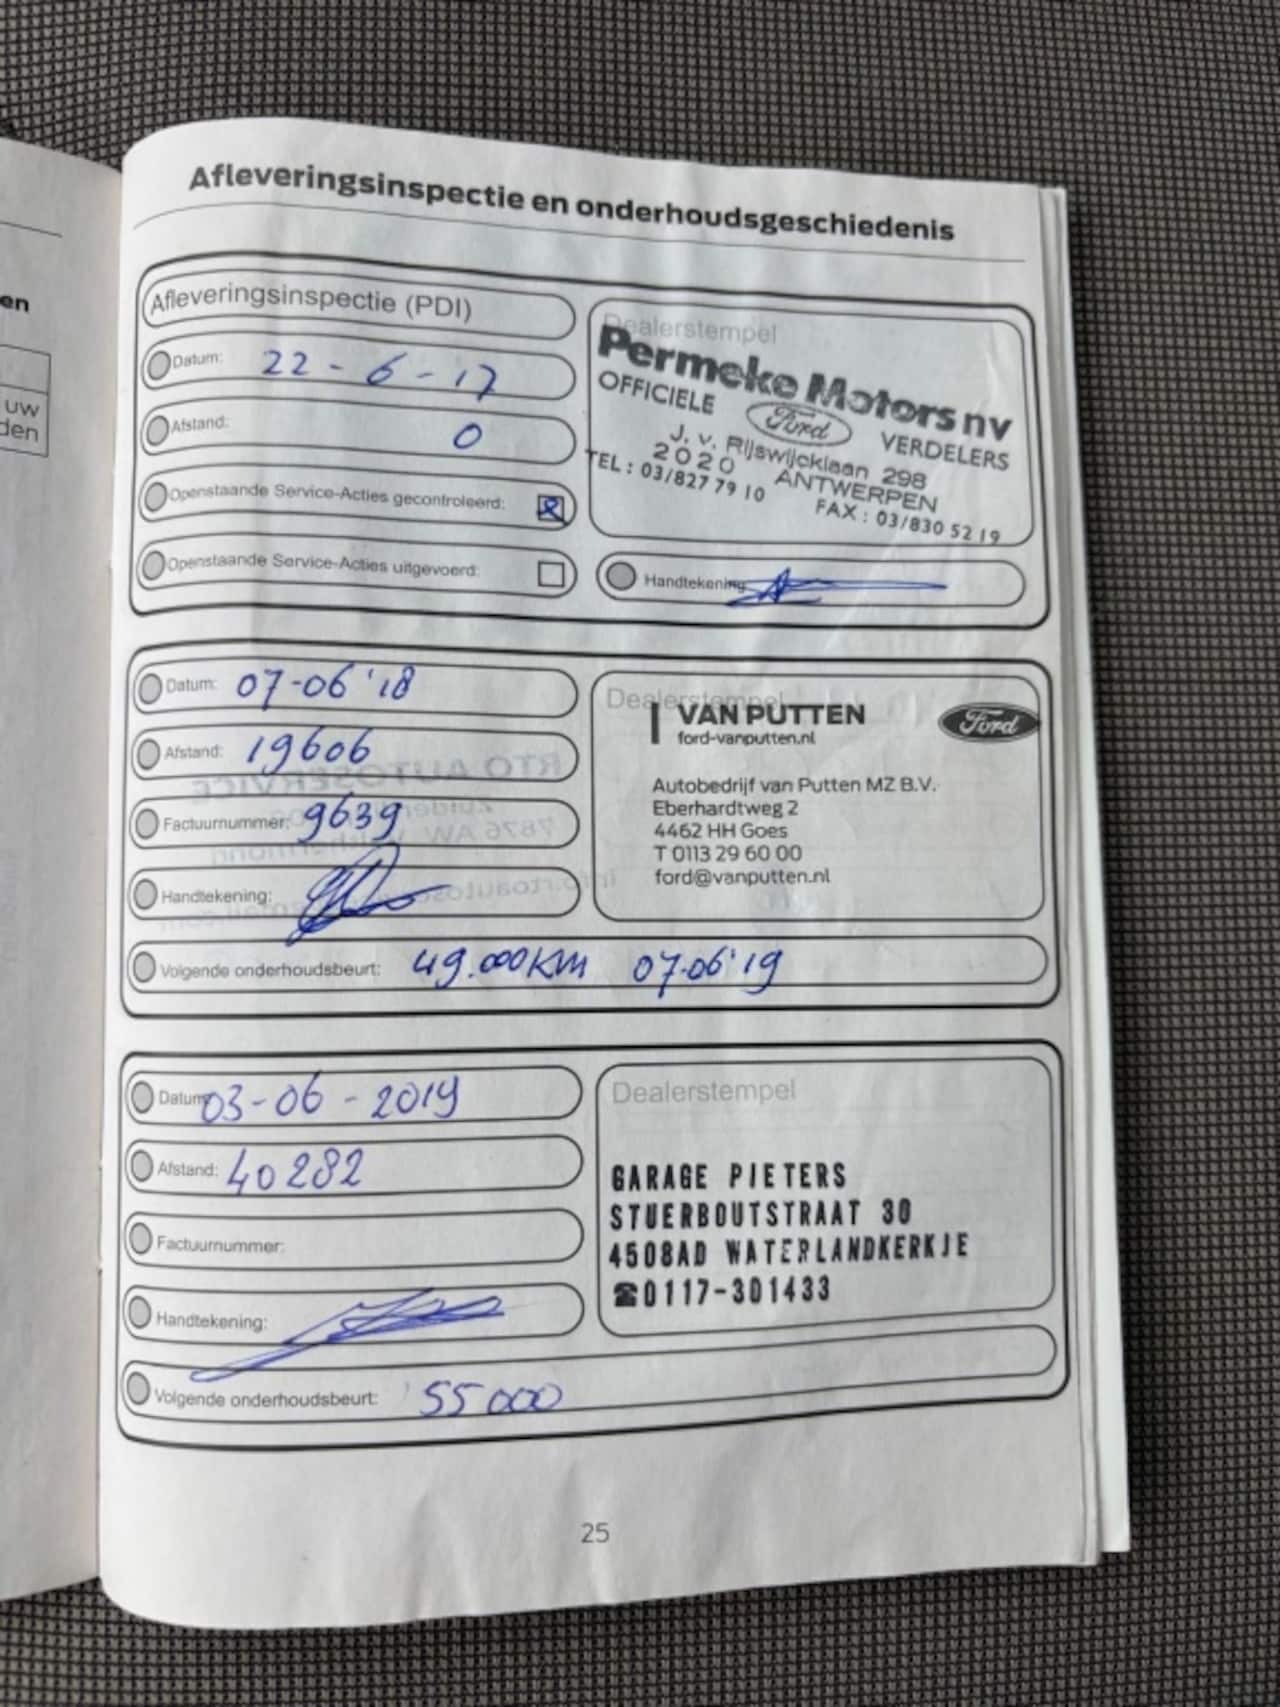 en
uw
den
Afleveringsinspectie en onderhoudsgeschiedenis
Afleveringsinspectie (PDI)
Datum: 22-6-17
Afstand: 0
Openstaande Service-Acties gecontroleerd:
Openstaande Service-Acties uitgevoerd:
Dealerstempel
Permeke Motors nv
OFFICIELE Ford VERDELERS
J. v. Rijswijcklaan 298
2020 ANTWERPEN
TEL: 03/827 79 10 FAX: 03/830 52 19
Handtekening
Datum: 07-06'18
Afstand: 19606
Factuurnummer: 9639
Handtekening:
Dealerstempel
VAN PUTTEN
ford-vanputten.nl
Ford
Autobedrijf van Putten MZ B.V.
Eberhardtweg 2
4462 HH Goes
T 0113 29 60 00
ford@vanputten.nl
Volgende onderhoudsbeurt: 49.000KM 07-06'19
Datum: 03-06-2019
Afstand: 40282
Factuurnummer:
Handtekening:
Dealerstempel
GARAGE PIETERS
STUERBOUTSTRAAT 30
4508AD WATERLANDKERKJE
☎0117-301433
Volgende onderhoudsbeurt: 55000
25